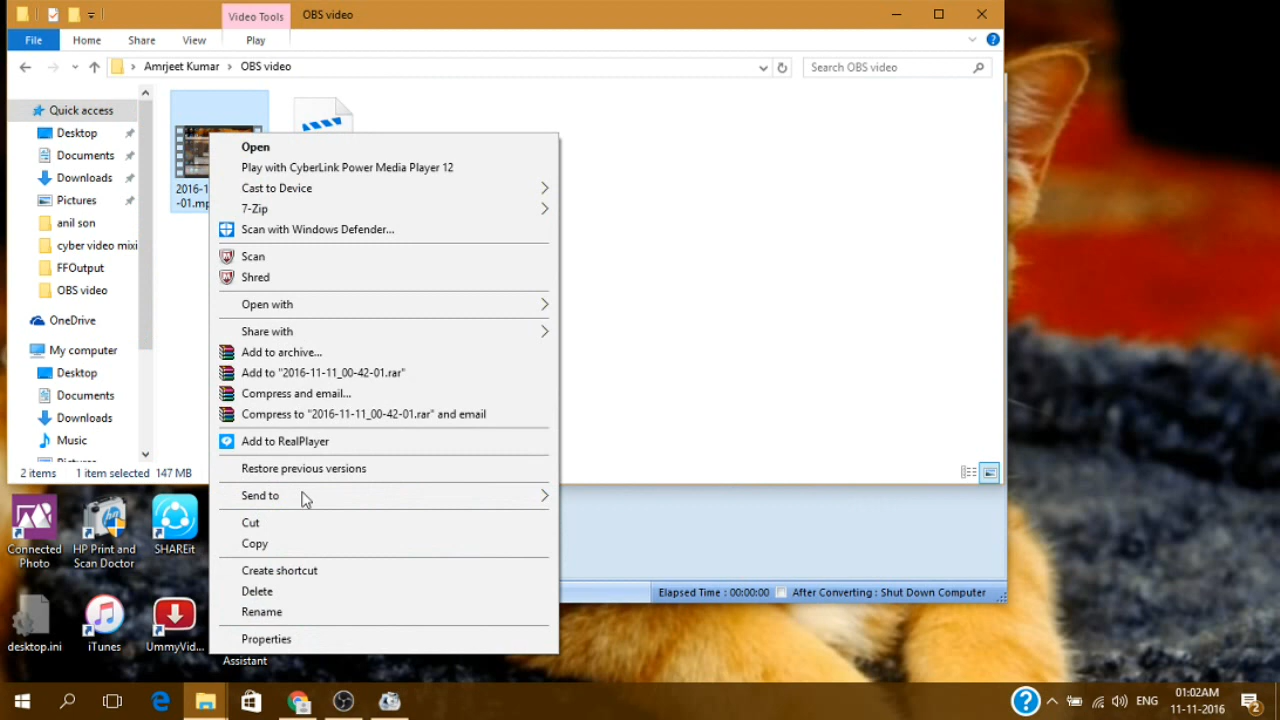 Video Tools
OBS video
File
Home
Share
View
Play
Amrjeet Kumar
OBS video
Search OBS video
Quick access
Desktop
Documents
Downloads
Pictures
anil son
cyber video mixi
FFOutput
OBS video
OneDrive
My computer
Desktop
Documents
Downloads
Music
2 items
1 item selected 147 MB
2016-1
-01.mp
Open
Play with CyberLink Power Media Player 12
Cast to Device
7-Zip
Scan with Windows Defender...
Scan
Shred
Open with
Share with
Add to archive...
Add to "2016-11-11_00-42-01.rar"
Compress and email...
Compress to "2016-11-11_00-42-01.rar" and email
Add to RealPlayer
Restore previous versions
Send to
Cut
Copy
Create shortcut
Delete
Rename
Properties
Elapsed Time : 00:00:00
After Converting : Shut Down Computer
Connected
Photo
HP Print and
Scan Doctor
SHAREit
desktop.ini
iTunes
UmmyVid...
Assistant
ENG
01:02AM
11-11-2016
2